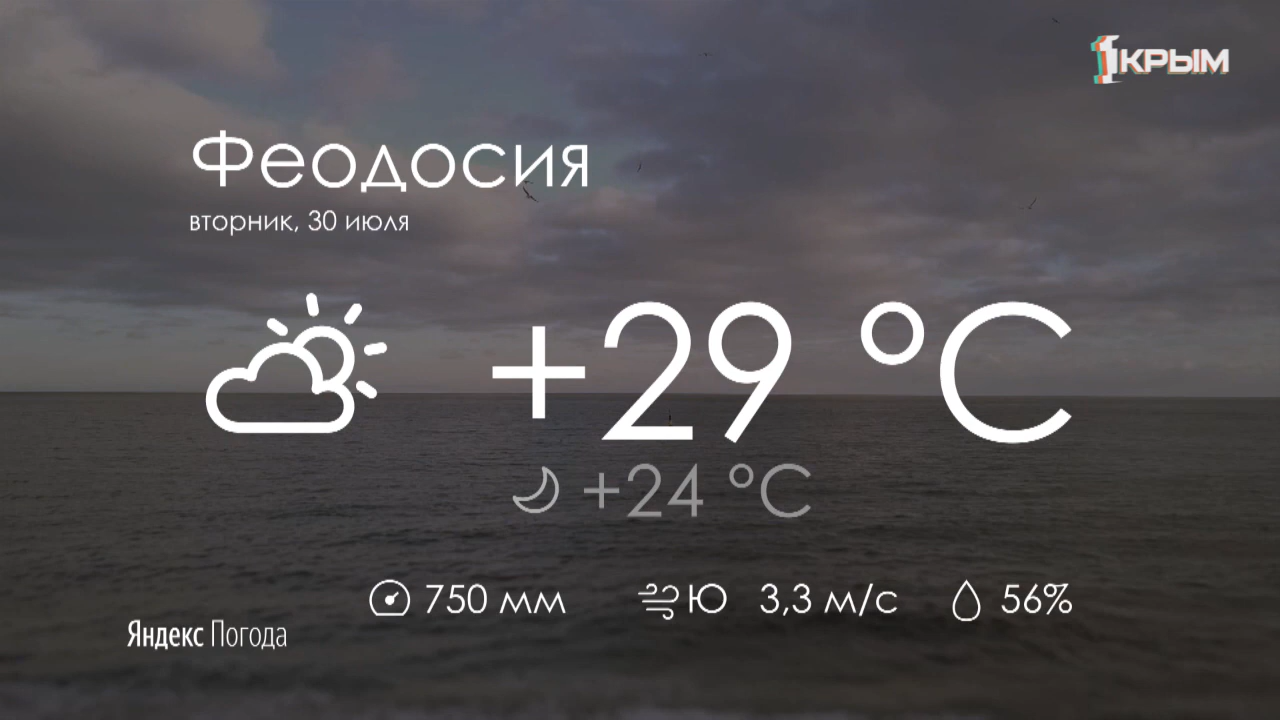 1КРЫМ
Феодосия
вторник, 30 июля
+29 °C
+24 °C
750 мм Ю 3,3 м/с 56%
Яндекс Погода